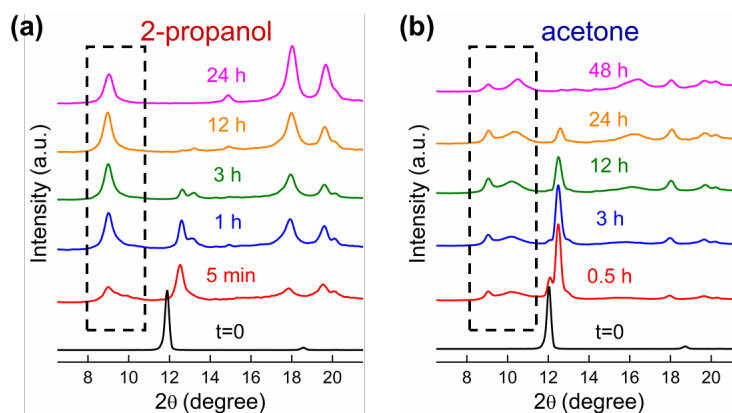 (a)
2-propanol
24 h
12 h
3 h
1 h
5 min
t=0
Intensity (a.u.)
8 10 12 14 16 18 20
2θ (degree)
(b)
acetone
48 h
24 h
12 h
3 h
0.5 h
t=0
Intensity (a.u.)
10 12 14 16 18 20
2θ (degree)